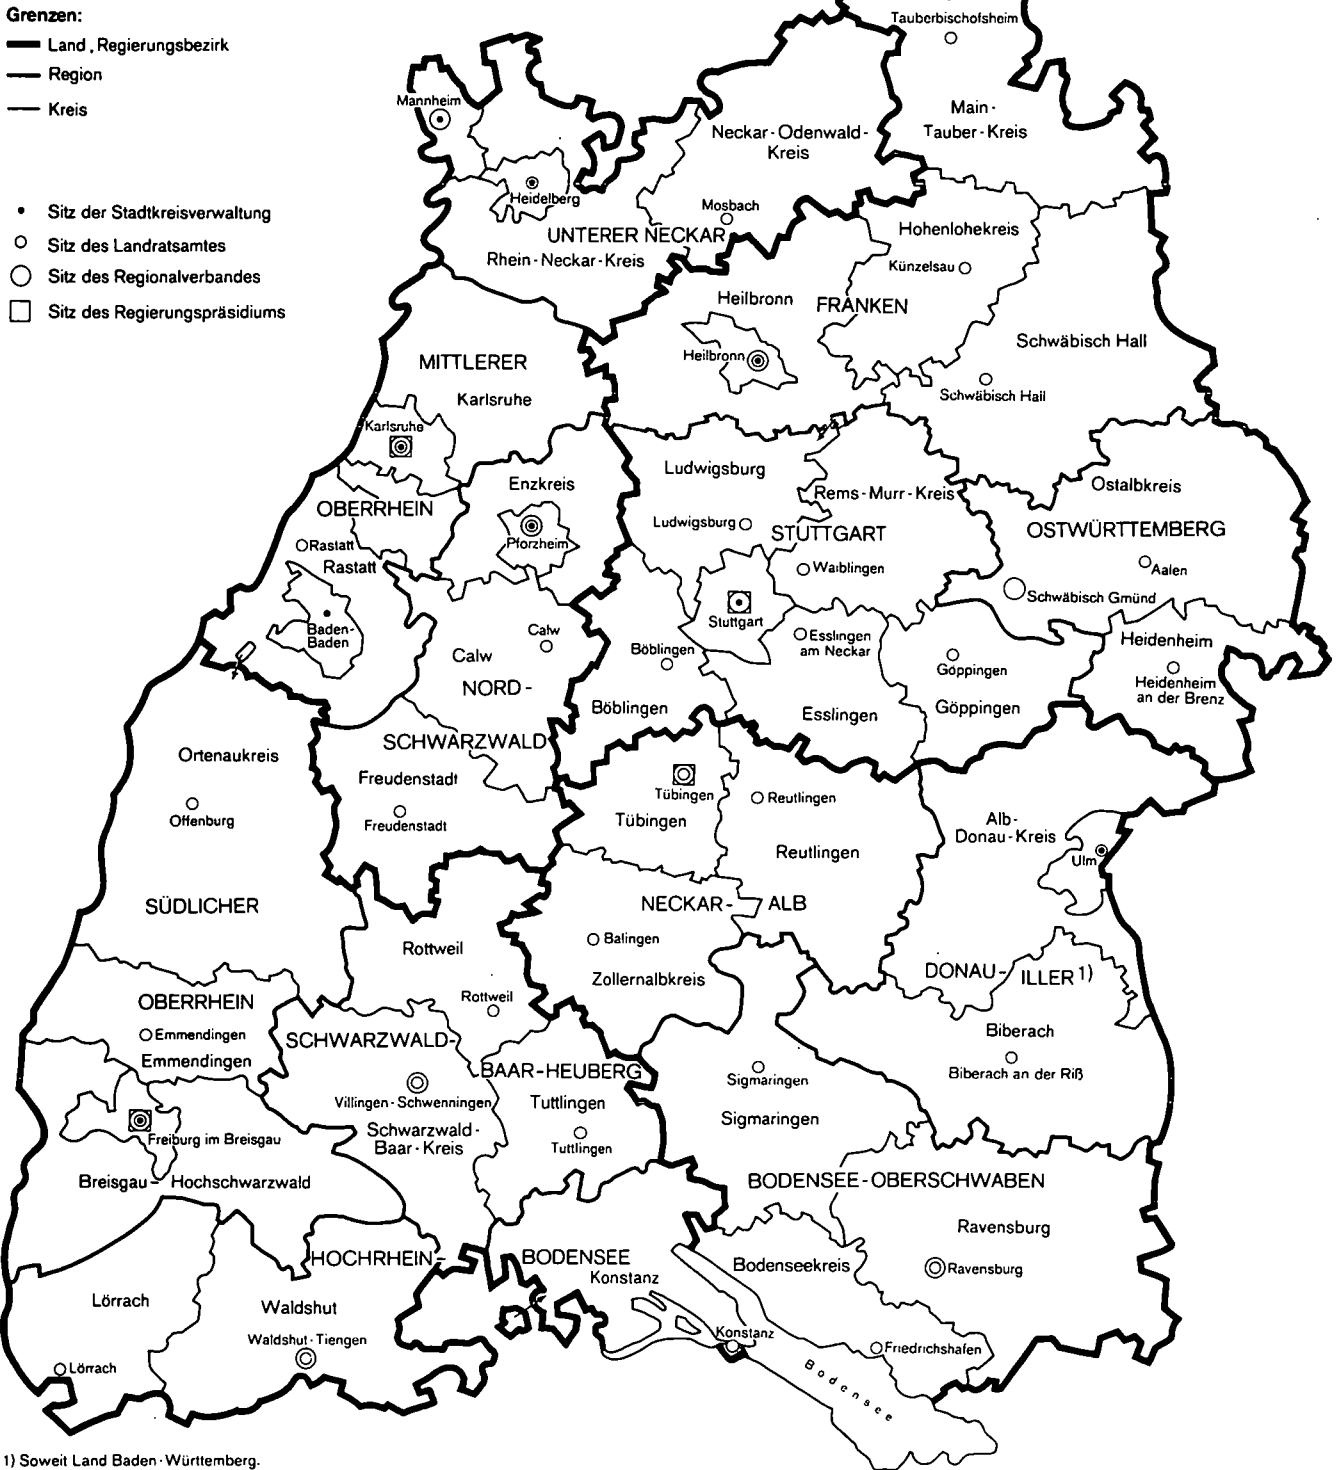 Grenzen:
Land, Regierungsbezirk
Region
Kreis
Sitz der Stadtkreisverwaltung
Sitz des Landratsamtes
Sitz des Regionalverbandes
Sitz des Regierungspräsidiums
Tauberbischofsheim
Main-
Tauber-Kreis
Mannheim
Neckar-Odenwald-
Kreis
Heidelberg
Mosbach
UNTERER NECKAR
Rhein-Neckar-Kreis
Hohenlohekreis
Künzelsau
Heilbronn
FRANKEN
Heilbronn
Schwäbisch Hall
Schwäbisch Hall
MITTLERER
Karlsruhe
Karlsruhe
Enzkreis
OBERRHEIN
Pforzheim
Rastatt
Rastatt
Baden-
Baden
Ludwigsburg
Ludwigsburg
Rems-Murr-Kreis
STUTTGART
Waiblingen
Stuttgart
Ostalbkreis
OSTWÜRTTEMBERG
Aalen
Schwäbisch Gmünd
Heidenheim
Heidenheim
an der Brenz
Calw
Calw
NORD-
SCHWARZWALD
Böblingen
Böblingen
Esslingen
am Neckar
Esslingen
Göppingen
Göppingen
Ortenaukreis
Offenburg
Freudenstadt
Freudenstadt
Tübingen
Tübingen
Reutlingen
Reutlingen
Alb-
Donau-Kreis
Ulm
SÜDLICHER
NECKAR-ALB
Rottweil
Rottweil
Balingen
Zollernalbkreis
DONAU-ILLER 1)
OBERRHEIN
Emmendingen
Emmendingen
SCHWARZWALD-
BAAR-HEUBERG
Villingen-Schwenningen
Schwarzwald-
Baar-Kreis
Tuttlingen
Tuttlingen
Sigmaringen
Sigmaringen
Biberach
Biberach an der Riß
Freiburg im Breisgau
Breisgau-Hochschwarzwald
BODENSEE-OBERSCHWABEN
Ravensburg
Ravensburg
HOCHRHEIN-
BODENSEE
Konstanz
Bodenseekreis
Lörrach
Lörrach
Waldshut
Waldshut-Tiengen
Konstanz
Friedrichshafen
Bodensee
1) Soweit Land Baden-Württemberg.